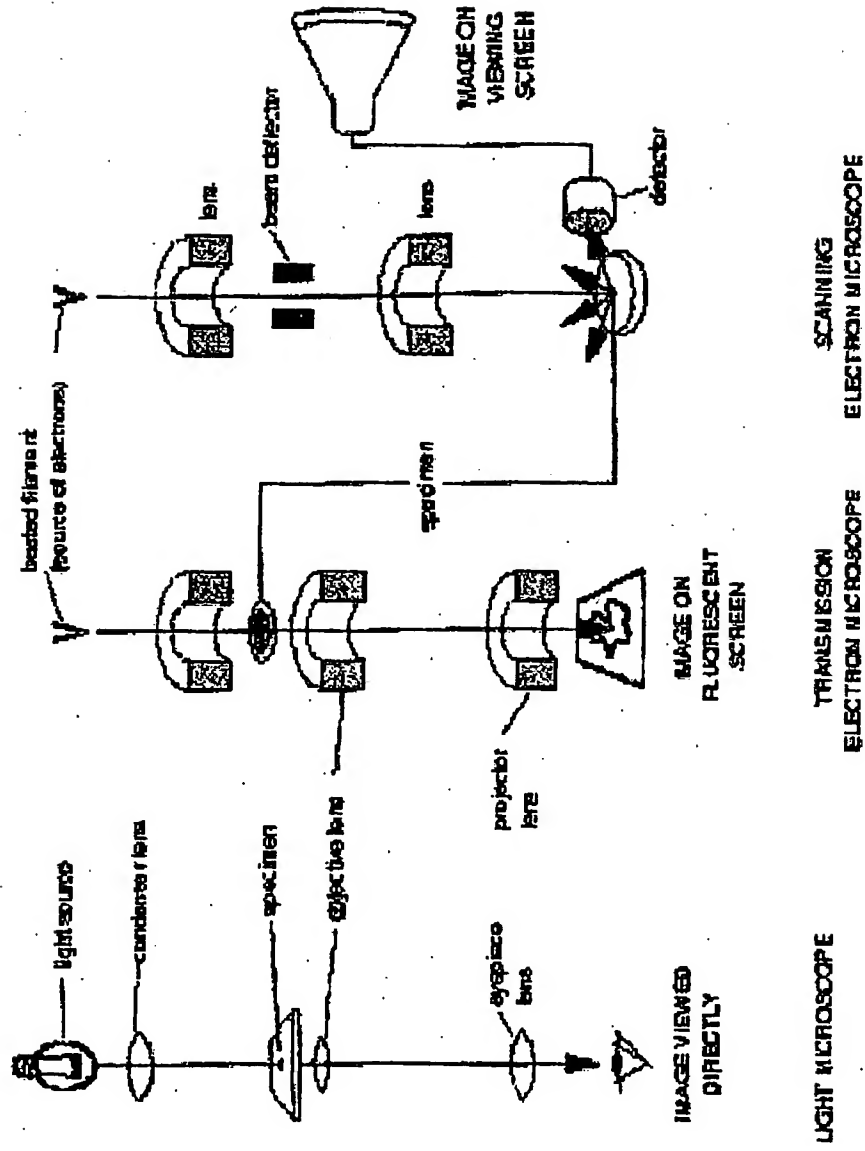 heated filament
(source of electrons)
light source
condenser lens
specimen
objective lens
eyepiece
lens
IMAGE VIEWED
DIRECTLY
LIGHT MICROSCOPE
projector
lens
IMAGE ON
FLUORESCENT
SCREEN
TRANSMISSION
ELECTRON MICROSCOPE
specimen
lens
beam deflector
lens
detector
IMAGE ON
VIEWING
SCREEN
SCANNING
ELECTRON MICROSCOPE